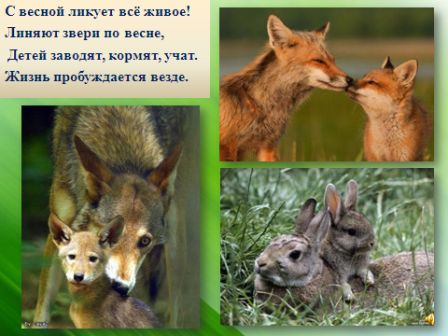 С весной ликует всё живое!
Линяют звери по весне,
Детей заводят, кормят, учат.
Жизнь пробуждается везде.